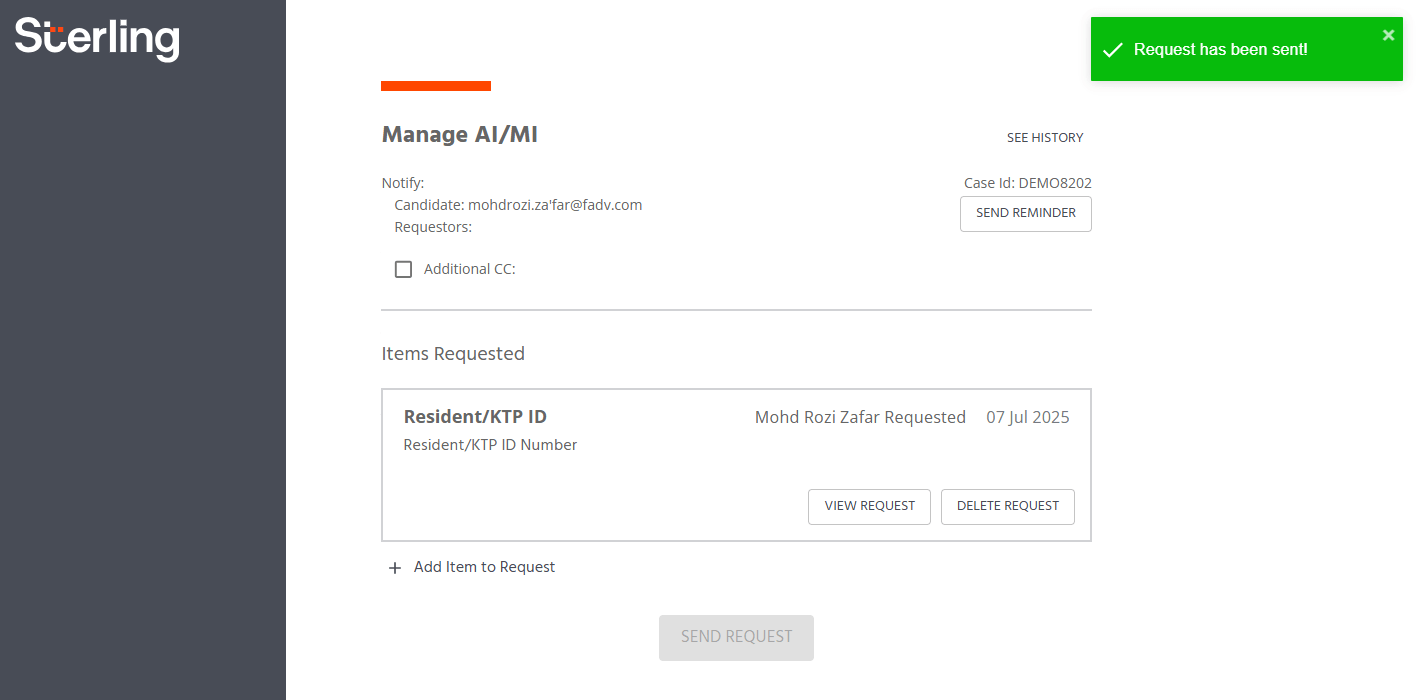 Sterling
Request has been sent!
Manage AI/MI
SEE HISTORY
Notify:
Case Id: DEMO8202
Candidate: mohdrozi.za'far@fadv.com
SEND REMINDER
Requestors:
Additional CC:
Items Requested
Resident/KTP ID
Mohd Rozi Zafar Requested 07 Jul 2025
Resident/KTP ID Number
VIEW REQUEST
DELETE REQUEST
+ Add Item to Request
SEND REQUEST